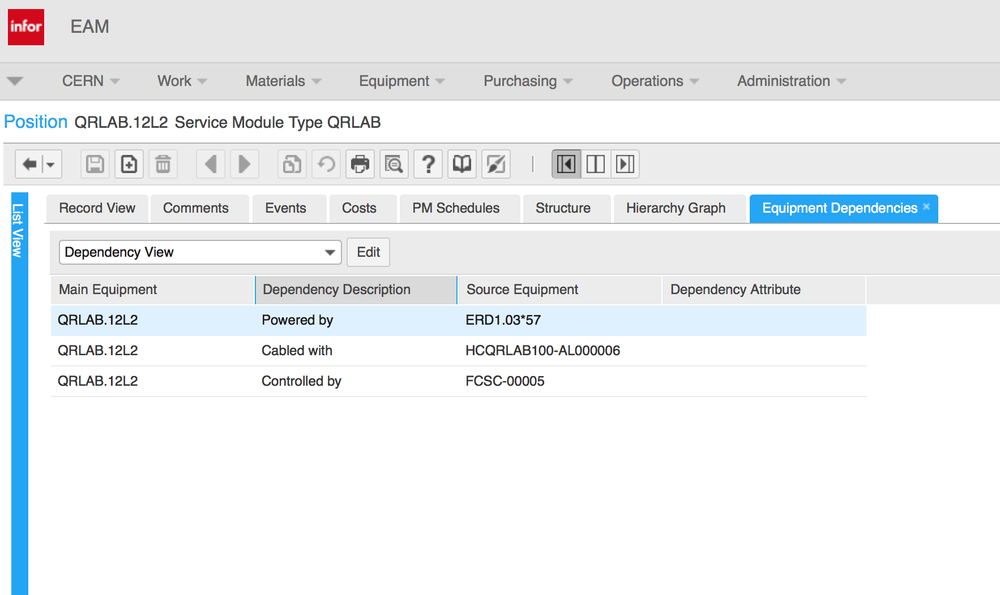 infor EAM
CERN Work Materials Equipment Purchasing Operations Administration
Position QRLAB.12L2 Service Module Type QRLAB
?
List View
Record View Comments Events Costs PM Schedules Structure Hierarchy Graph Equipment Dependencies ×
Dependency View Edit
Main Equipment Dependency Description Source Equipment Dependency Attribute
QRLAB.12L2 Powered by ERD1.03*57
QRLAB.12L2 Cabled with HCQRLAB100-AL000006
QRLAB.12L2 Controlled by FCSC-00005